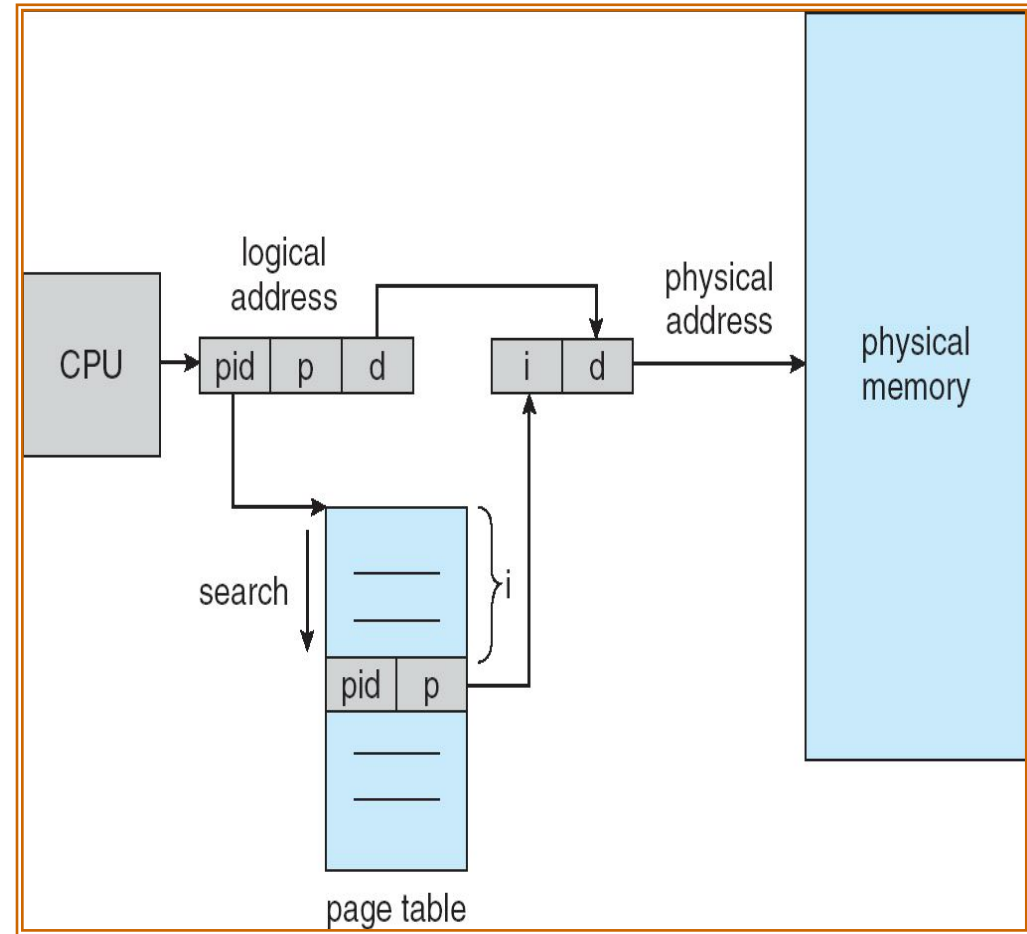 logical
address
CPU
pid p d
i d
physical
address
physical
memory
search
i
pid p
page table